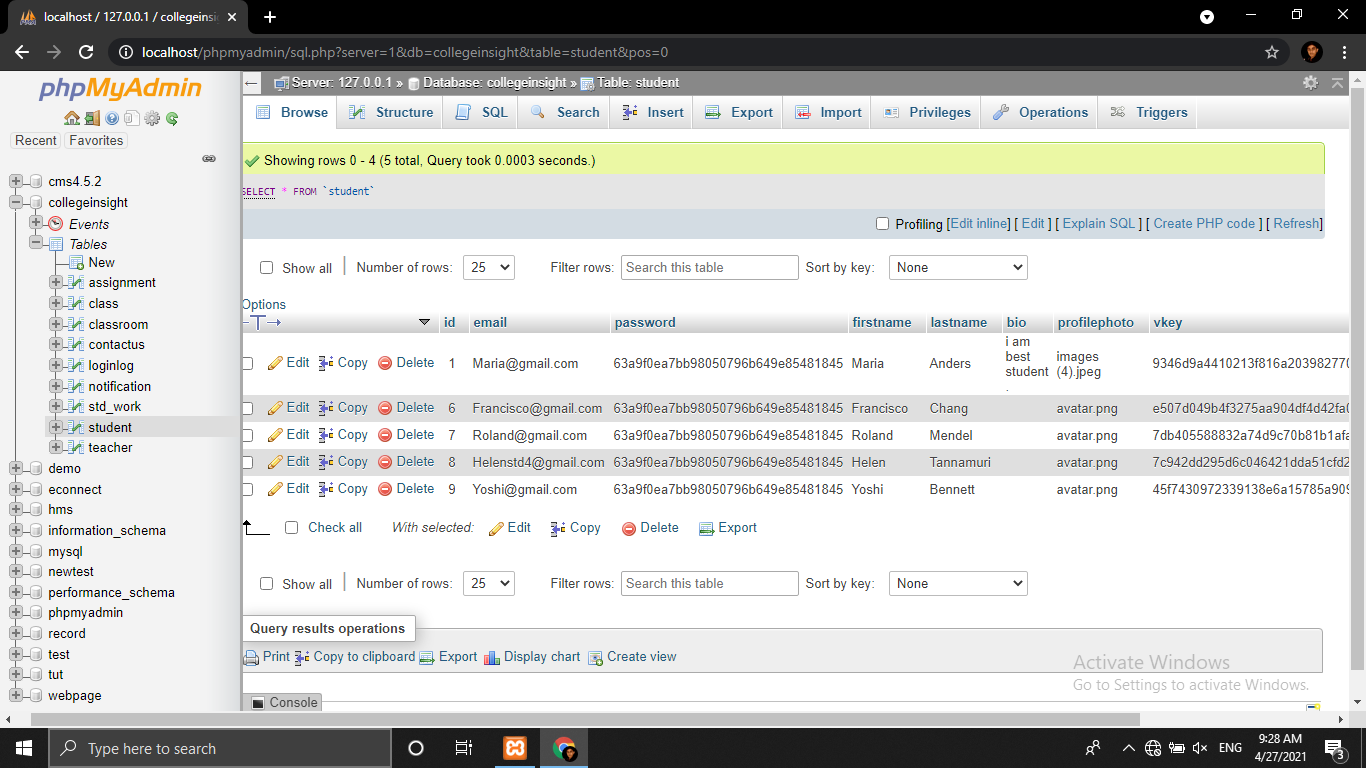 localhost / 127.0.0.1 / collegeinsi
localhost/phpmyadmin/sql.php?server=1&db=collegeinsight&table=student&pos=0
phpMyAdmin
Recent Favorites
cms4.5.2
collegeinsight
Events
Tables
New
assignment
class
classroom
contactus
loginlog
notification
std_work
student
teacher
demo
econnect
hms
information_schema
mysql
newtest
performance_schema
phpmyadmin
record
test
tut
webpage
Server: 127.0.0.1 » Database: collegeinsight » Table: student
Browse Structure SQL Search Insert Export Import Privileges Operations Triggers
Showing rows 0 - 4 (5 total, Query took 0.0003 seconds.)
SELECT * FROM `student`
Profiling [Edit inline] [ Edit ] [ Explain SQL ] [ Create PHP code ] [ Refresh]
Show all Number of rows: 25 Filter rows: Search this table Sort by key: None
Options
id email password firstname lastname bio profilephoto vkey
Edit Copy Delete 1 Maria@gmail.com 63a9f0ea7bb98050796b649e85481845 Maria Anders i am best student . images (4).jpeg 9346d9a4410213f816a203982770
Edit Copy Delete 6 Francisco@gmail.com 63a9f0ea7bb98050796b649e85481845 Francisco Chang avatar.png e507d049b4f3275aa904df4d42fa0
Edit Copy Delete 7 Roland@gmail.com 63a9f0ea7bb98050796b649e85481845 Roland Mendel avatar.png 7db405588832a74d9c70b81b1afa
Edit Copy Delete 8 Helenstd4@gmail.com 63a9f0ea7bb98050796b649e85481845 Helen Tannamuri avatar.png 7c942dd295d6c046421dda51cfd2
Edit Copy Delete 9 Yoshi@gmail.com 63a9f0ea7bb98050796b649e85481845 Yoshi Bennett avatar.png 45f7430972339138e6a15785a909
Check all With selected: Edit Copy Delete Export
Show all Number of rows: 25 Filter rows: Search this table Sort by key: None
Query results operations
Print Copy to clipboard Export Display chart Create view
Console
Activate Windows
Go to Settings to activate Windows.
Type here to search
ENG
9:28 AM
4/27/2021
3